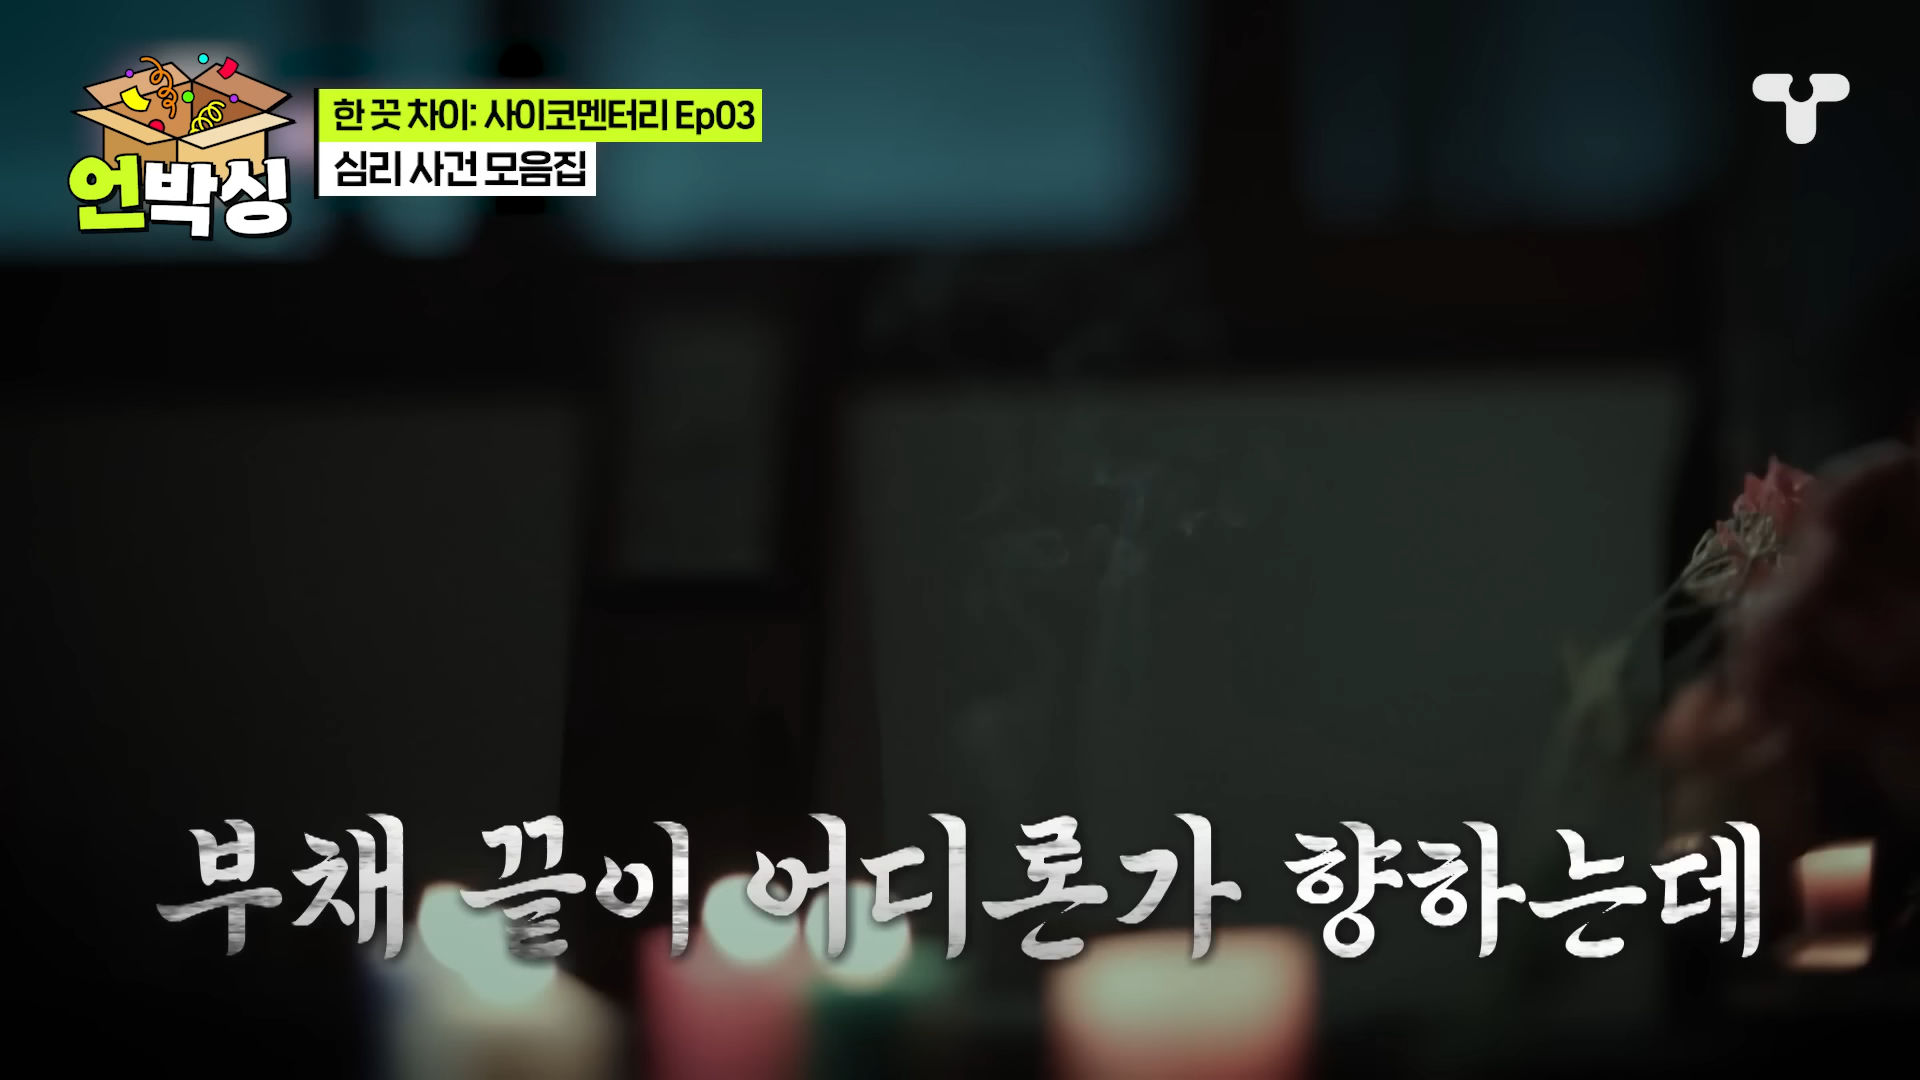 언박싱
한 끗 차이: 사이코멘터리 Ep03
심리 사건 모음집
부채 끝이 어디론가 향하는데